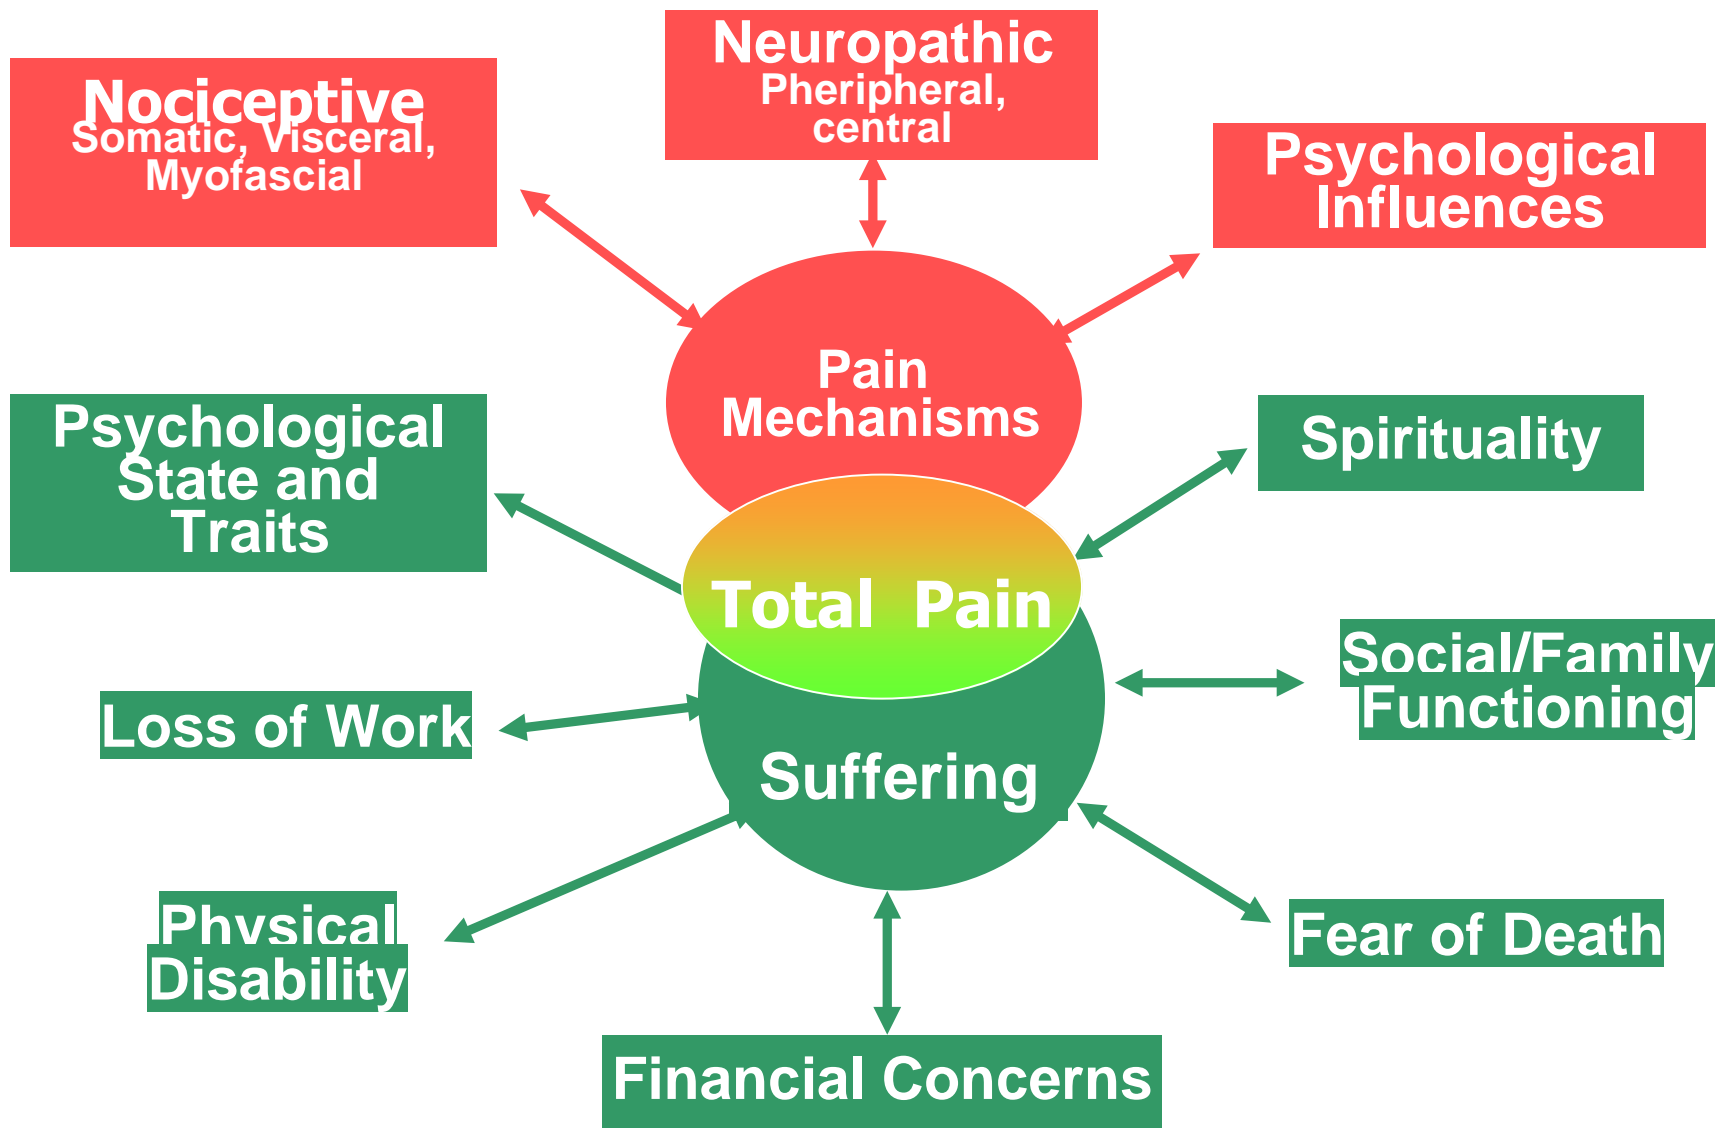 Neuropathic
Pheripheral,
central
Nociceptive
Somatic, Visceral,
Myofascial
Psychological
Influences
Pain
Mechanisms
Psychological
State and
Traits
Spirituality
Total Pain
Social/Family
Functioning
Loss of Work
Suffering
Physical
Disability
Fear of Death
Financial Concerns